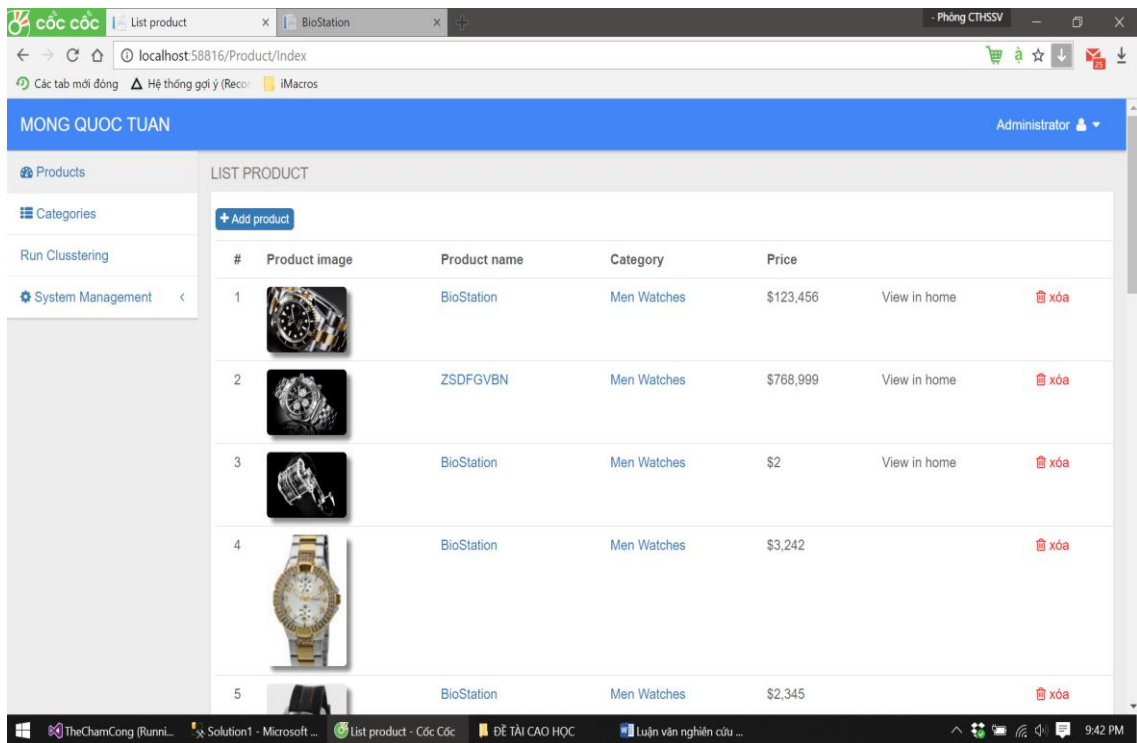 cốc cốc List product × BioStation × - Phòng CTHSSV
localhost:58816/Product/Index
à
25
Các tab mới đóng Hệ thống gợi ý (Recor iMacros
MONG QUOC TUAN Administrator
Products LIST PRODUCT
Categories + Add product
Run Clusstering # Product image Product name Category Price
System Management 1 BioStation Men Watches $123,456 View in home xóa
2 ZSDFGVBN Men Watches $768,999 View in home xóa
3 BioStation Men Watches $2 View in home xóa
4 BioStation Men Watches $3,242 xóa
5 BioStation Men Watches $2,345 xóa
TheChamCong (Runni... Solution1 - Microsoft ... List product - Cốc Cốc ĐỀ TÀI CAO HỌC Luận văn nghiên cứu ... 9:42 PM